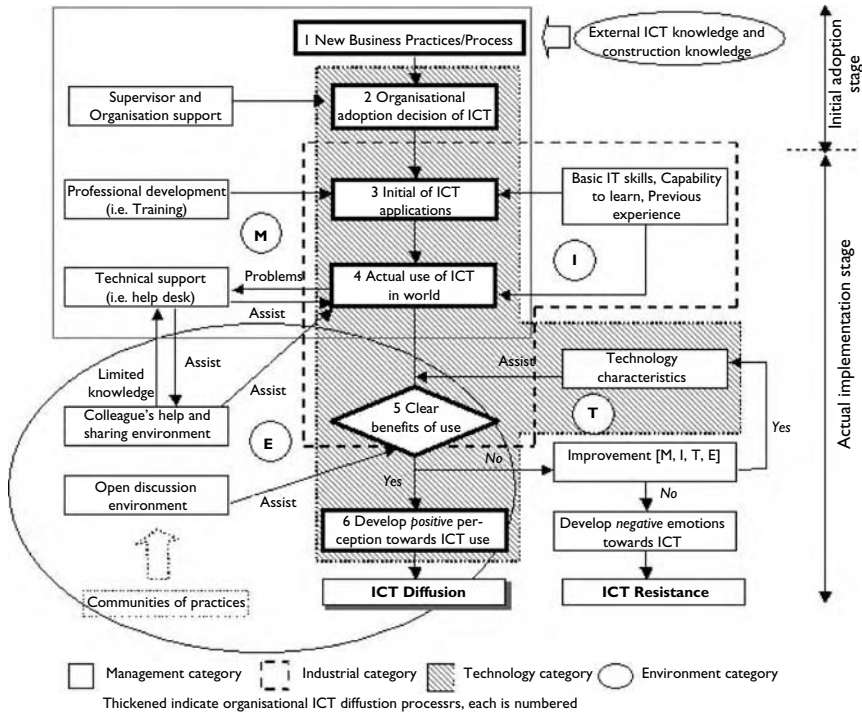 1 New Business Practices/Process
External ICT knowledge and
construction knowledge
Initial adoption
stage
Supervisor and
Organisation support
2 Organisational
adoption decision of ICT
Professional development
(i.e. Training)
3 Initial of ICT
applications
Basic IT skills, Capability
to learn, Previous
experience
M
I
Technical support
(i.e. help desk)
Problems
Assist
4 Actual use of ICT
in world
Actual implementation stage
Limited
knowledge
Assist
Assist
Assist
Technology
characteristics
Colleague's help and
sharing environment
E
5 Clear
benefits of use
T
Yes
Open discussion
environment
Assist
Yes
No
Improvement [M, I, T, E]
No
6 Develop positive per-
ception towards ICT use
Develop negative emotions
towards ICT
Communities of practices
ICT Diffusion
ICT Resistance
Management category
Industrial category
Technology category
Environment category
Thickened indicate organisational ICT diffustion processrs, each is numbered